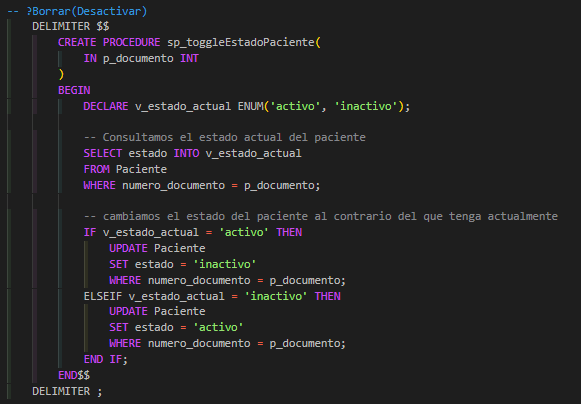 -- ?Borrar(Desactivar)
DELIMITER $$
CREATE PROCEDURE sp_toggleEstadoPaciente(
IN p_documento INT
)
BEGIN
DECLARE v_estado_actual ENUM('activo', 'inactivo');
-- Consultamos el estado actual del paciente
SELECT estado INTO v_estado_actual
FROM Paciente
WHERE numero_documento = p_documento;
-- cambiamos el estado del paciente al contrario del que tenga actualmente
IF v_estado_actual = 'activo' THEN
UPDATE Paciente
SET estado = 'inactivo'
WHERE numero_documento = p_documento;
ELSEIF v_estado_actual = 'inactivo' THEN
UPDATE Paciente
SET estado = 'activo'
WHERE numero_documento = p_documento;
END IF;
END$$
DELIMITER ;